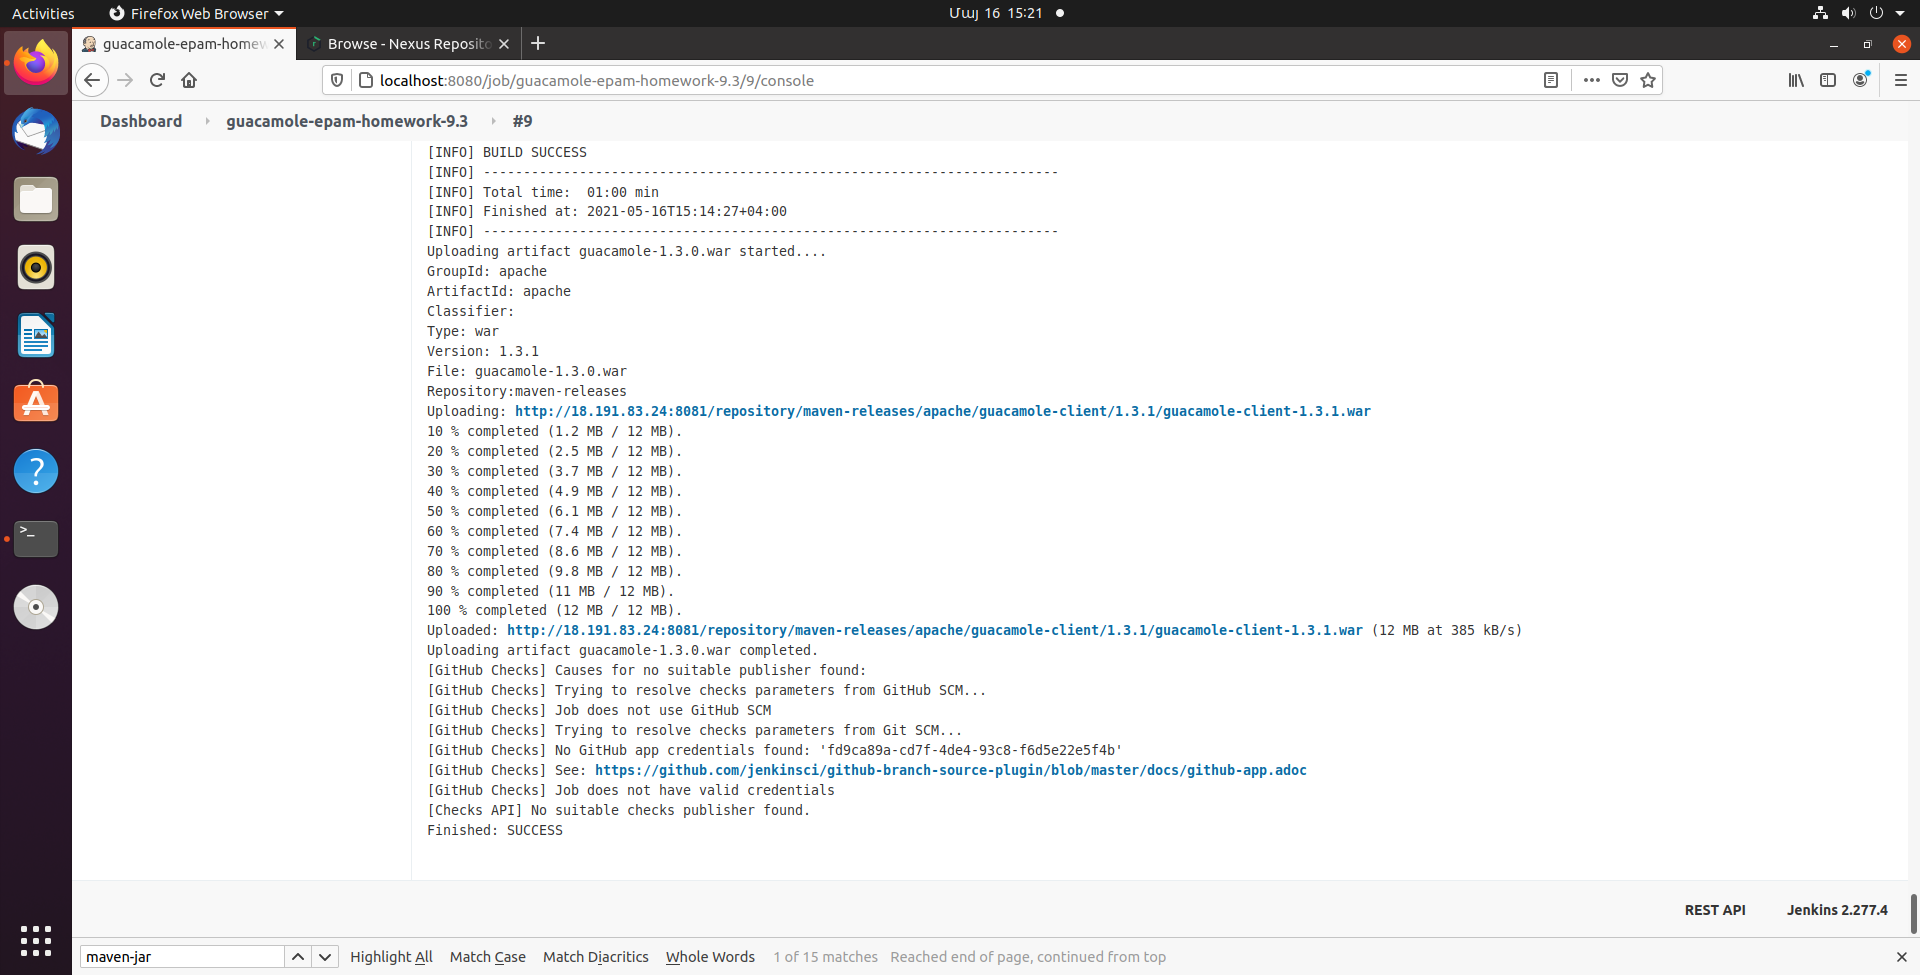 Activities
Firefox Web Browser
Մայ 16 15:21
guacamole-epam-homew
Browse - Nexus Reposito
localhost:8080/job/guacamole-epam-homework-9.3/9/console
Dashboard
guacamole-epam-homework-9.3
#9
[INFO] BUILD SUCCESS
[INFO] ------------------------------------------------------------------------
[INFO] Total time:  01:00 min
[INFO] Finished at: 2021-05-16T15:14:27+04:00
[INFO] ------------------------------------------------------------------------
Uploading artifact guacamole-1.3.0.war started....
GroupId: apache
ArtifactId: apache
Classifier:
Type: war
Version: 1.3.1
File: guacamole-1.3.0.war
Repository:maven-releases
Uploading: http://18.191.83.24:8081/repository/maven-releases/apache/guacamole-client/1.3.1/guacamole-client-1.3.1.war
10 % completed (1.2 MB / 12 MB).
20 % completed (2.5 MB / 12 MB).
30 % completed (3.7 MB / 12 MB).
40 % completed (4.9 MB / 12 MB).
50 % completed (6.1 MB / 12 MB).
60 % completed (7.4 MB / 12 MB).
70 % completed (8.6 MB / 12 MB).
80 % completed (9.8 MB / 12 MB).
90 % completed (11 MB / 12 MB).
100 % completed (12 MB / 12 MB).
Uploaded: http://18.191.83.24:8081/repository/maven-releases/apache/guacamole-client/1.3.1/guacamole-client-1.3.1.war (12 MB at 385 kB/s)
Uploading artifact guacamole-1.3.0.war completed.
[GitHub Checks] Causes for no suitable publisher found:
[GitHub Checks] Trying to resolve checks parameters from GitHub SCM...
[GitHub Checks] Job does not use GitHub SCM
[GitHub Checks] Trying to resolve checks parameters from Git SCM...
[GitHub Checks] No GitHub app credentials found: 'fd9ca89a-cd7f-4de4-93c8-f6d5e22e5f4b'
[GitHub Checks] See: https://github.com/jenkinsci/github-branch-source-plugin/blob/master/docs/github-app.adoc
[GitHub Checks] Job does not have valid credentials
[Checks API] No suitable checks publisher found.
Finished: SUCCESS
REST API
Jenkins 2.277.4
maven-jar
Highlight All
Match Case
Match Diacritics
Whole Words
1 of 15 matches
Reached end of page, continued from top